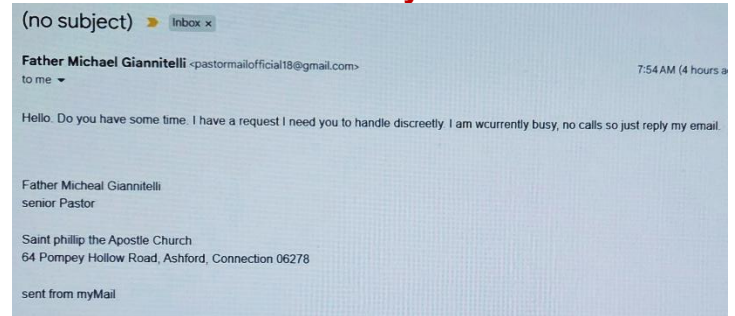 (no subject) Inbox x
Father Michael Giannitelli <pastormailofficial18@gmail.com> 7:54 AM (4 hours a
to me
Hello. Do you have some time. I have a request I need you to handle discreetly. I am wcurrently busy, no calls so just reply my email.
Father Micheal Giannitelli
senior Pastor
Saint phillip the Apostle Church
64 Pompey Hollow Road, Ashford, Connection 06278
sent from myMail